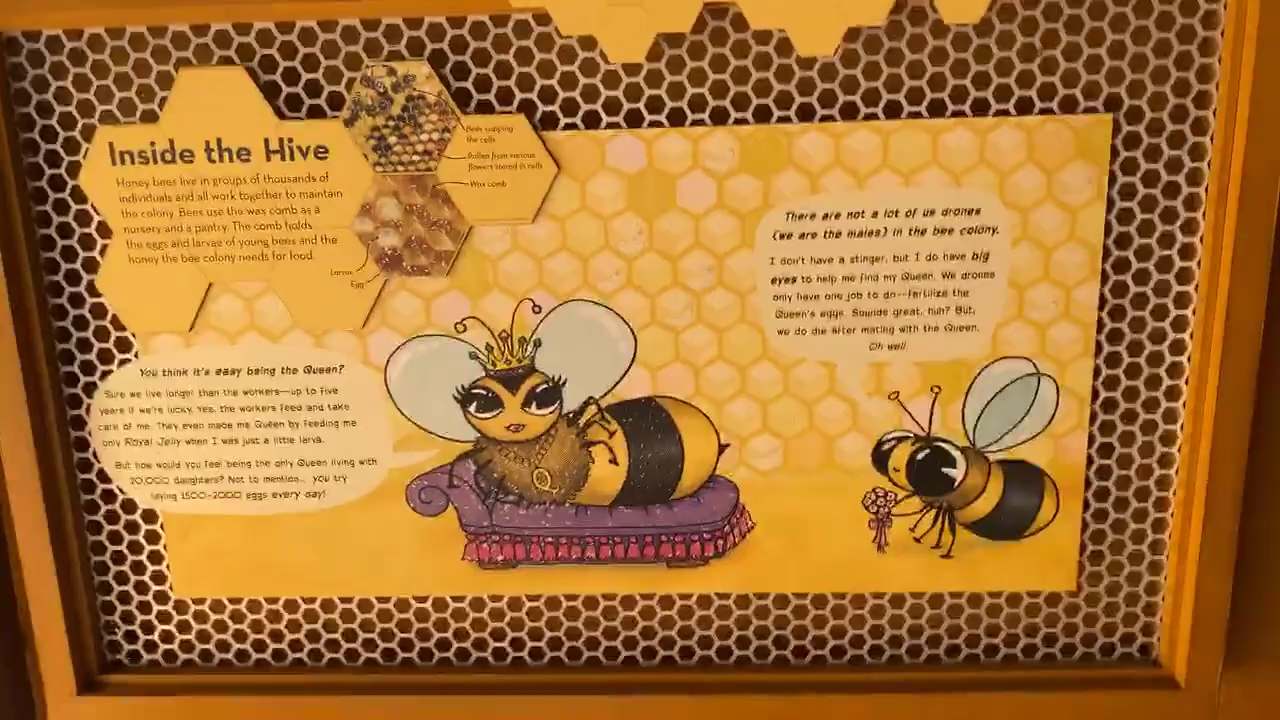 Inside the Hive
Honey bees live in groups of thousands of
individuals and all work together to maintain
the colony. Bees use the wax comb as a
nursery and a pantry. The comb holds
the eggs and larvae of young bees and the
honey the bee colony needs for food.
Bees capping
the cells
Pollen from various
flowers stored in cells
Wax comb
Larvae
Egg
There are not a lot of us drones
(we are the males) in the bee colony.
I don't have a stinger, but I do have big
eyes to help me find my Queen. We drones
only have one job to do--fertilize the
Queen's eggs. Sounds great, huh? But,
we do die after mating with the Queen.
Oh well.
You think it's easy being the Queen?
Sure we live longer than the workers—up to five
years if we're lucky. Yes, the workers feed and take
care of me. They even made me Queen by feeding me
only Royal Jelly when I was just a little larva.
But how would you feel being the only Queen living with
20,000 daughters? Not to mention... you try
laying 1500-2000 eggs every day!
Q